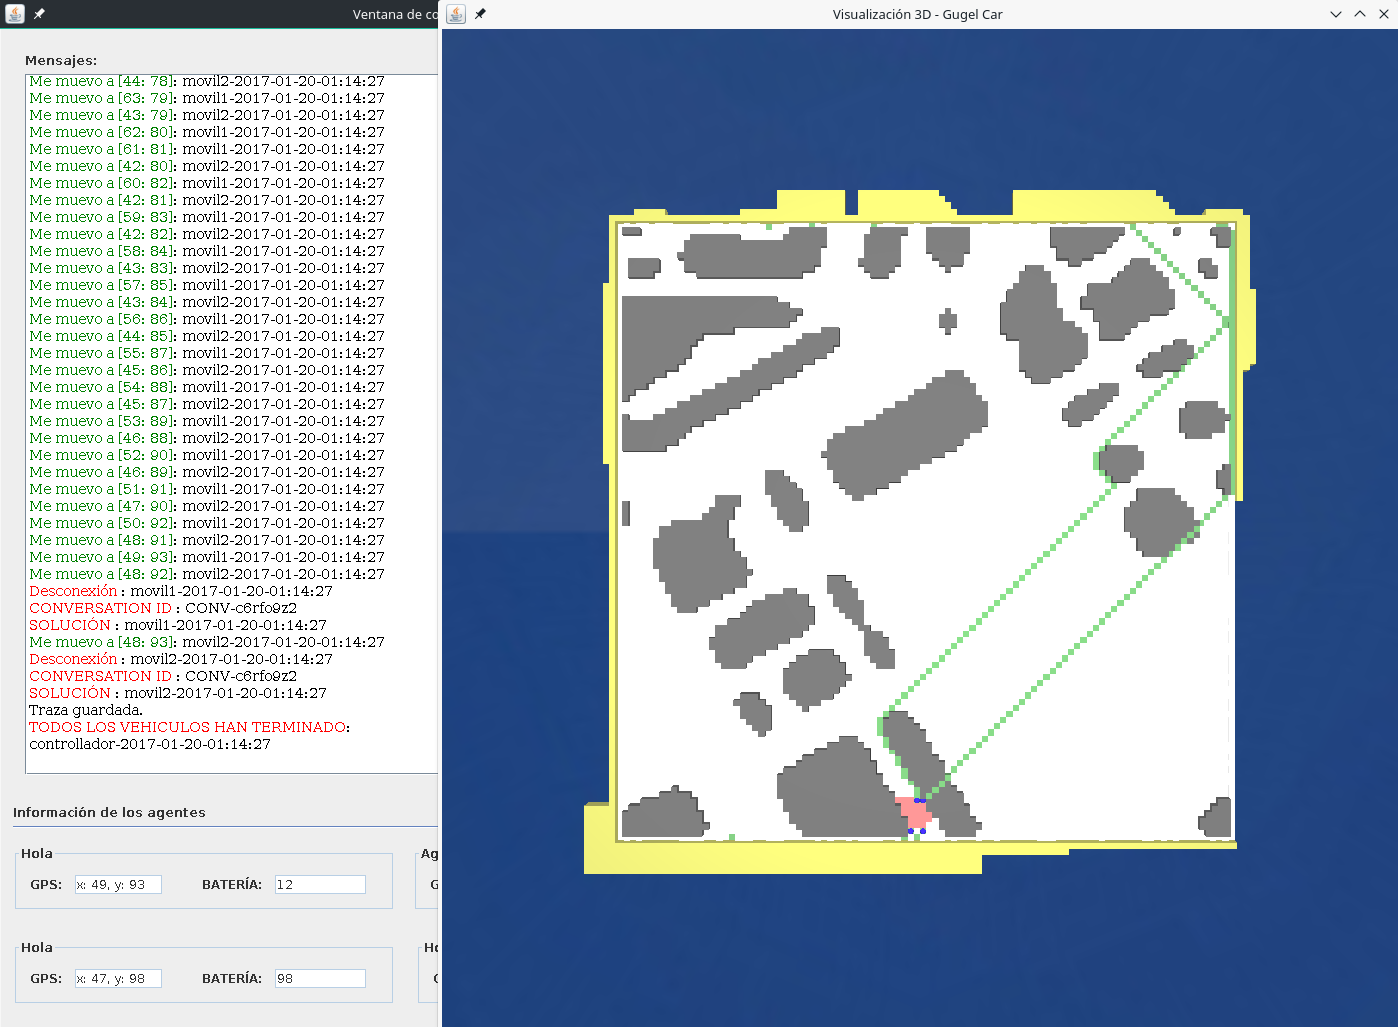 Ventana de co
Visualización 3D - Gugel Car
Mensajes:
Me muevo a [44: 78]: movil2-2017-01-20-01:14:27
Me muevo a [63: 79]: movil1-2017-01-20-01:14:27
Me muevo a [43: 79]: movil2-2017-01-20-01:14:27
Me muevo a [62: 80]: movil1-2017-01-20-01:14:27
Me muevo a [61: 81]: movil1-2017-01-20-01:14:27
Me muevo a [42: 80]: movil2-2017-01-20-01:14:27
Me muevo a [60: 82]: movil1-2017-01-20-01:14:27
Me muevo a [42: 81]: movil2-2017-01-20-01:14:27
Me muevo a [59: 83]: movil1-2017-01-20-01:14:27
Me muevo a [42: 82]: movil2-2017-01-20-01:14:27
Me muevo a [58: 84]: movil1-2017-01-20-01:14:27
Me muevo a [43: 83]: movil2-2017-01-20-01:14:27
Me muevo a [57: 85]: movil1-2017-01-20-01:14:27
Me muevo a [43: 84]: movil2-2017-01-20-01:14:27
Me muevo a [56: 86]: movil1-2017-01-20-01:14:27
Me muevo a [44: 85]: movil2-2017-01-20-01:14:27
Me muevo a [55: 87]: movil1-2017-01-20-01:14:27
Me muevo a [45: 86]: movil2-2017-01-20-01:14:27
Me muevo a [54: 88]: movil1-2017-01-20-01:14:27
Me muevo a [45: 87]: movil2-2017-01-20-01:14:27
Me muevo a [53: 89]: movil1-2017-01-20-01:14:27
Me muevo a [46: 88]: movil2-2017-01-20-01:14:27
Me muevo a [52: 90]: movil1-2017-01-20-01:14:27
Me muevo a [46: 89]: movil2-2017-01-20-01:14:27
Me muevo a [51: 91]: movil1-2017-01-20-01:14:27
Me muevo a [47: 90]: movil2-2017-01-20-01:14:27
Me muevo a [50: 92]: movil1-2017-01-20-01:14:27
Me muevo a [48: 91]: movil2-2017-01-20-01:14:27
Me muevo a [49: 93]: movil1-2017-01-20-01:14:27
Me muevo a [48: 92]: movil2-2017-01-20-01:14:27
Desconexión : movil1-2017-01-20-01:14:27
CONVERSATION ID : CONV-c6rfo9z2
SOLUCIÓN : movil1-2017-01-20-01:14:27
Me muevo a [48: 93]: movil2-2017-01-20-01:14:27
Desconexión : movil2-2017-01-20-01:14:27
CONVERSATION ID : CONV-c6rfo9z2
SOLUCIÓN : movil2-2017-01-20-01:14:27
Traza guardada.
TODOS LOS VEHICULOS HAN TERMINADO:
controllador-2017-01-20-01:14:27
Información de los agentes
Hola Ag
GPS: x: 49, y: 93 BATERÍA: 12 G
Hola Ho
GPS: x: 47, y: 98 BATERÍA: 98 G